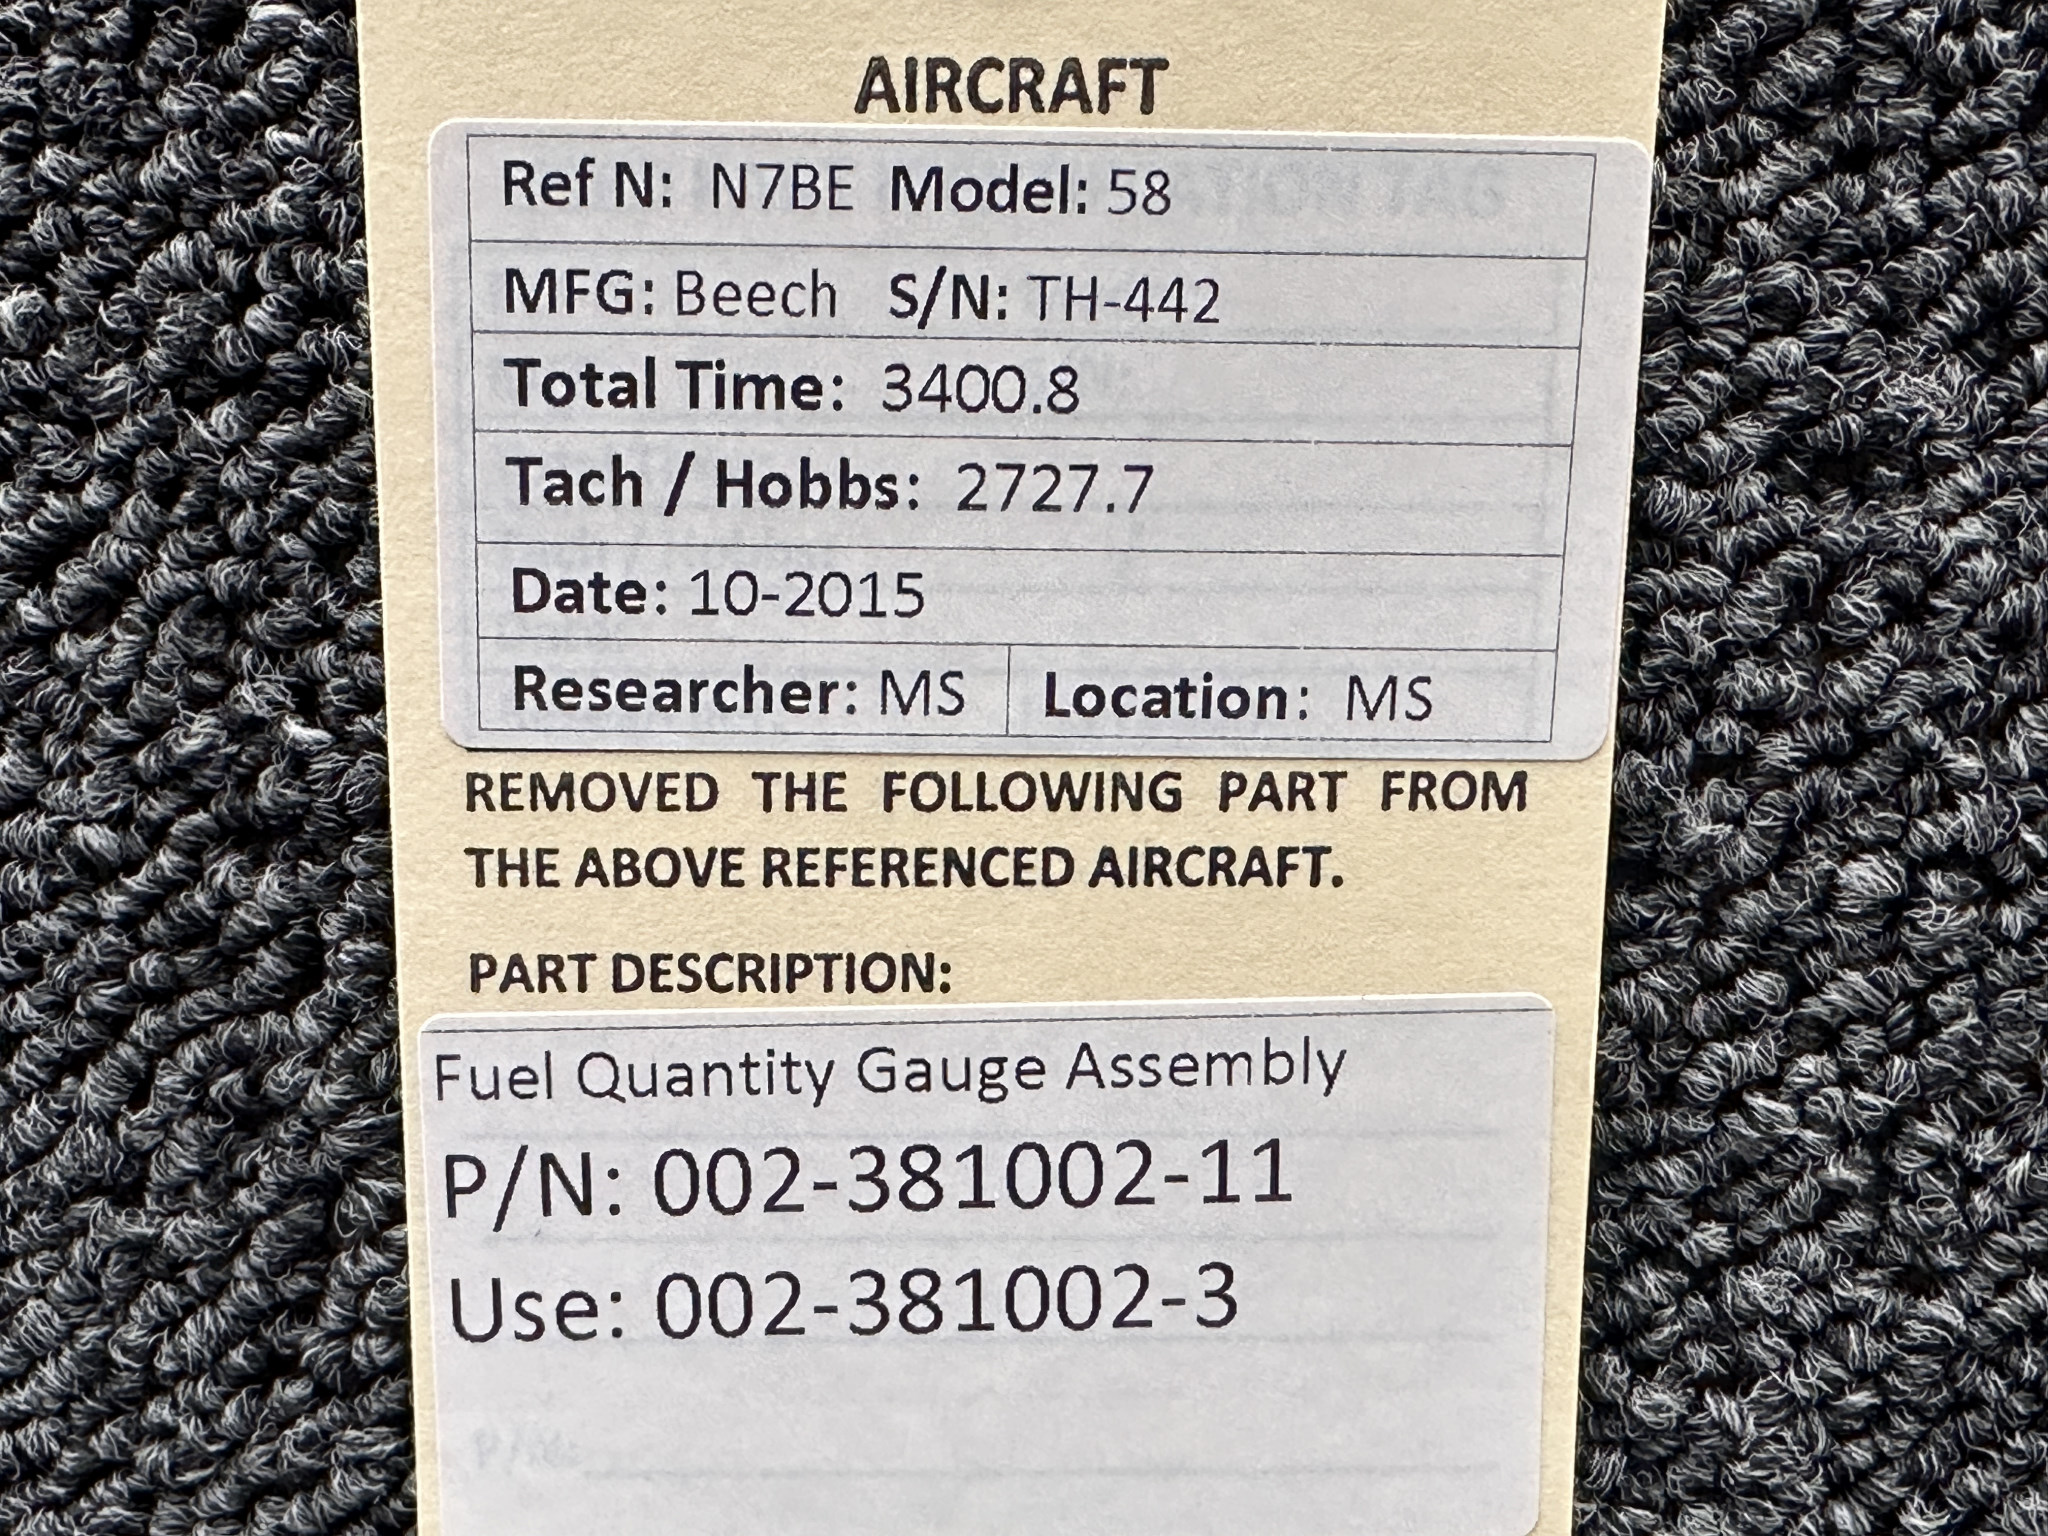 AIRCRAFT
Ref N: N7BE Model: 58
MFG: Beech S/N: TH-442
Total Time: 3400.8
Tach / Hobbs: 2727.7
Date: 10-2015
Researcher: MS Location: MS
REMOVED THE FOLLOWING PART FROM
THE ABOVE REFERENCED AIRCRAFT.
PART DESCRIPTION:
Fuel Quantity Gauge Assembly
P/N: 002-381002-11
Use: 002-381002-3
P/N: